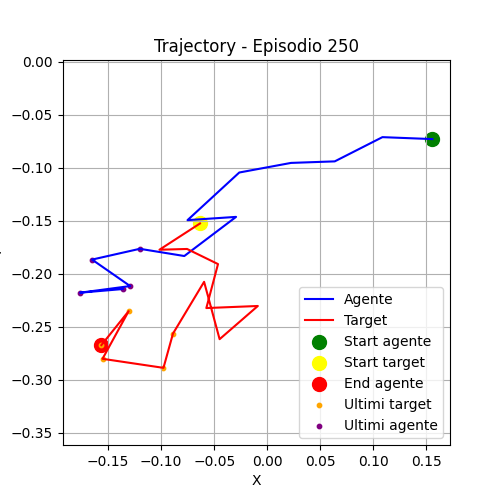 Trajectory - Episodio 250
0.00
−0.05
−0.10
−0.15
−0.20
−0.25
−0.30
−0.35
Agente
Target
Start agente
Start target
End agente
Ultimi target
Ultimi agente
−0.15 −0.10 −0.05 0.00 0.05 0.10 0.15
X